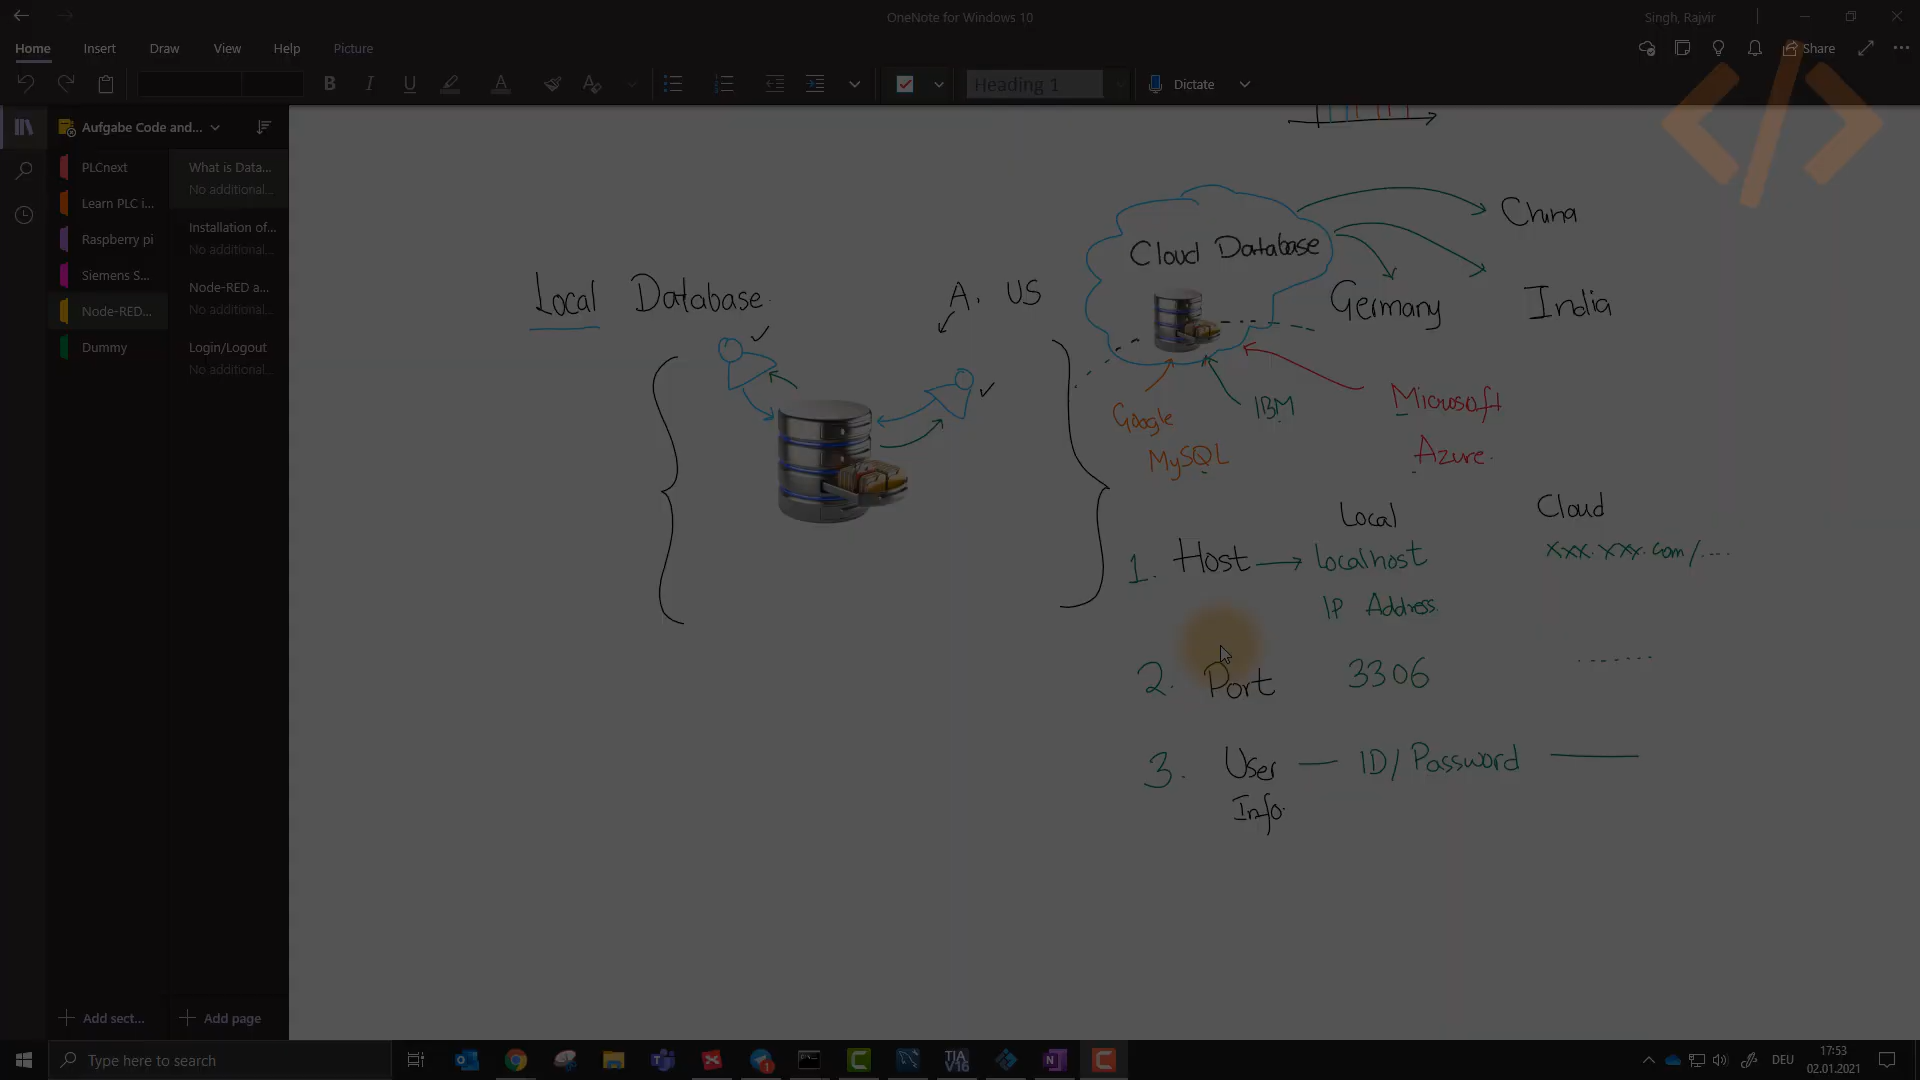 OneNote for Windows 10
Singh, Rajvir
Home
Insert
Draw
View
Help
Picture
Share
B
I
U
Heading 1
Dictate
Aufgabe Code and...
PLCnext
Learn PLC i...
Raspberry pi
Siemens S...
Node-RED...
Dummy
What is Data...
No additional...
Installation of...
No additional...
Node-RED a...
No additional...
Login/Logout
No additional...
Add sect...
Add page
</>
Local Database.
A. US
Cloud Database
China
Germany
India
Google
MySQL
IBM
Microsoft
Azure.
Local
Cloud
1. Host → localhost
xxx.xxx.com/....
IP Address.
2. Port 3306
3. User — ID/Password
Info.
Type here to search
1
TIA
V16
DEU
17:53
02.01.2021